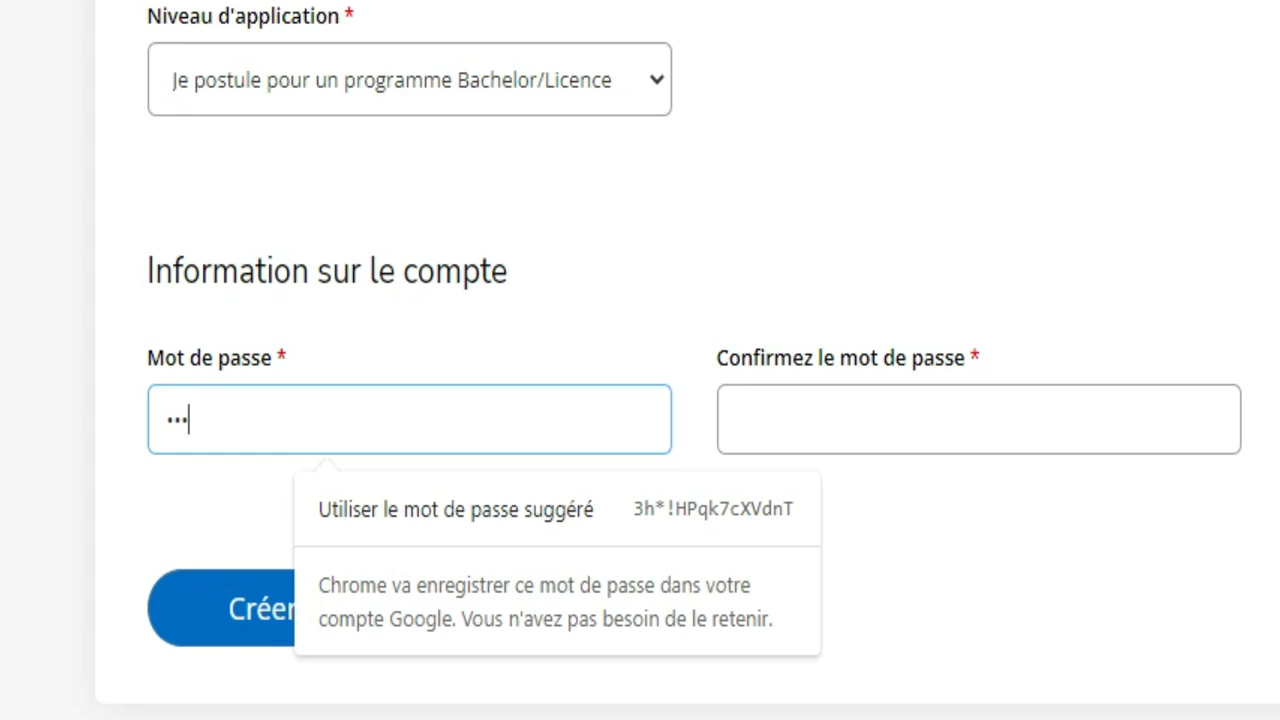 Niveau d'application *
Je postule pour un programme Bachelor/Licence
Information sur le compte
Mot de passe *
Confirmez le mot de passe *
•••
Utiliser le mot de passe suggéré 3h*!HPqk7cXVdnT
Chrome va enregistrer ce mot de passe dans votre
compte Google. Vous n'avez pas besoin de le retenir.
Créer